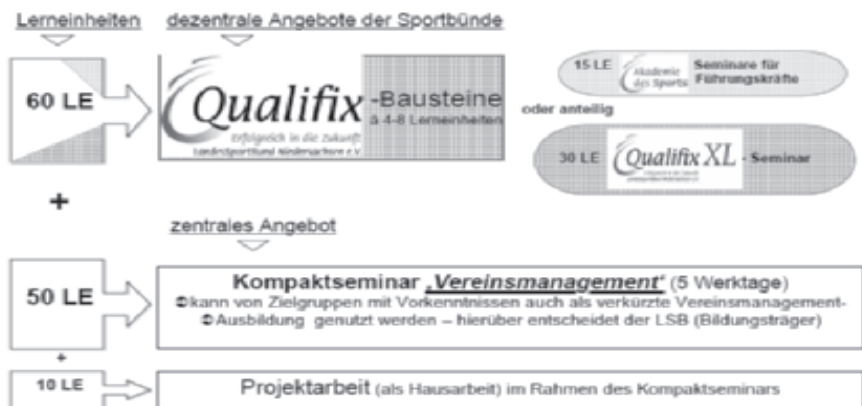 Lerneinheiten
dezentrale Angebote der Sportbünde
60 LE
Qualifix
-Bausteine
à 4-8 Lerneinheiten
Erfolgreich in die Zukunft
LandesSportBund Niedersachsen e.V.
15 LE
Akademie
des Sports
Seminare für
Führungskräfte
oder anteilig
30 LE
Qualifix XL
- Seminar
+
zentrales Angebot
50 LE
Kompaktseminar „Vereinsmanagement“ (5 Werktage)
➲kann von Zielgruppen mit Vorkenntnissen auch als verkürzte Vereinsmanagement-
➲Ausbildung genutzt werden – hierüber entscheidet der LSB (Bildungsträger)
+
10 LE
Projektarbeit (als Hausarbeit) im Rahmen des Kompaktseminars